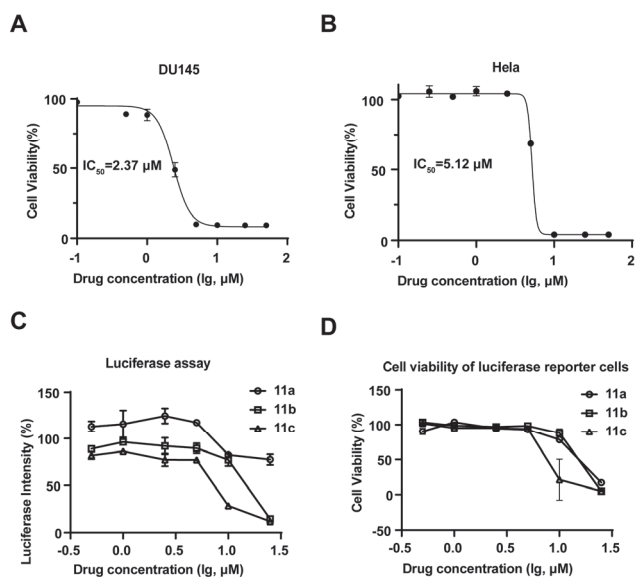 A
DU145
Cell Viability(%)
100
50
0
IC50=2.37 μM
-1
0
1
2
Drug concentration (lg, μM)
B
Hela
Cell Viability(%)
100
50
0
IC50=5.12 μM
-1
0
1
2
Drug concentration (lg, μM)
C
Luciferase assay
Luciferase Intensity (%)
150
100
50
0
11a
11b
11c
-0.5
0.0
0.5
1.0
1.5
Drug concentration (lg, μM)
D
Cell viability of luciferase reporter cells
Cell Viability (%)
150
100
50
0
-50
11a
11b
11c
-0.5
0.0
0.5
1.0
1.5
Drug concentration (lg, μM)